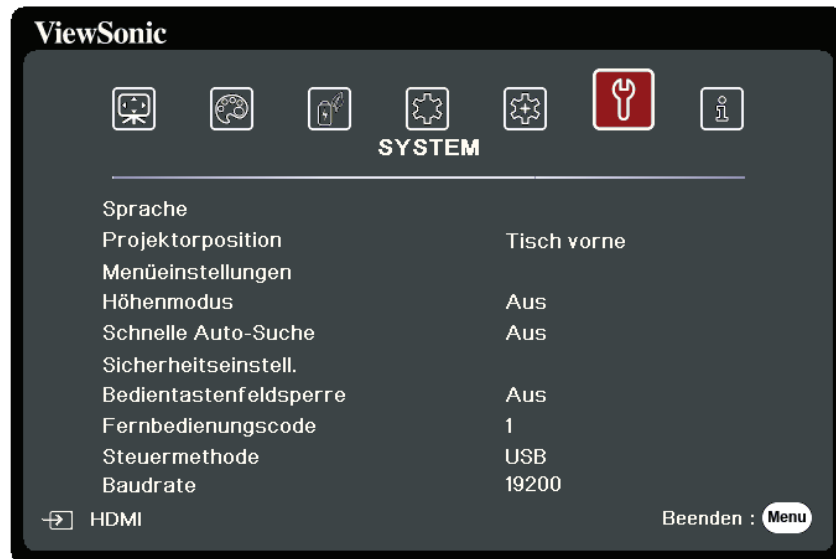 ViewSonic
SYSTEM
Sprache
Projektorposition Tisch vorne
Menüeinstellungen
Höhenmodus Aus
Schnelle Auto-Suche Aus
Sicherheitseinstell.
Bedientastenfeldsperre Aus
Fernbedienungscode 1
Steuermethode USB
Baudrate 19200
HDMI Beenden : Menu